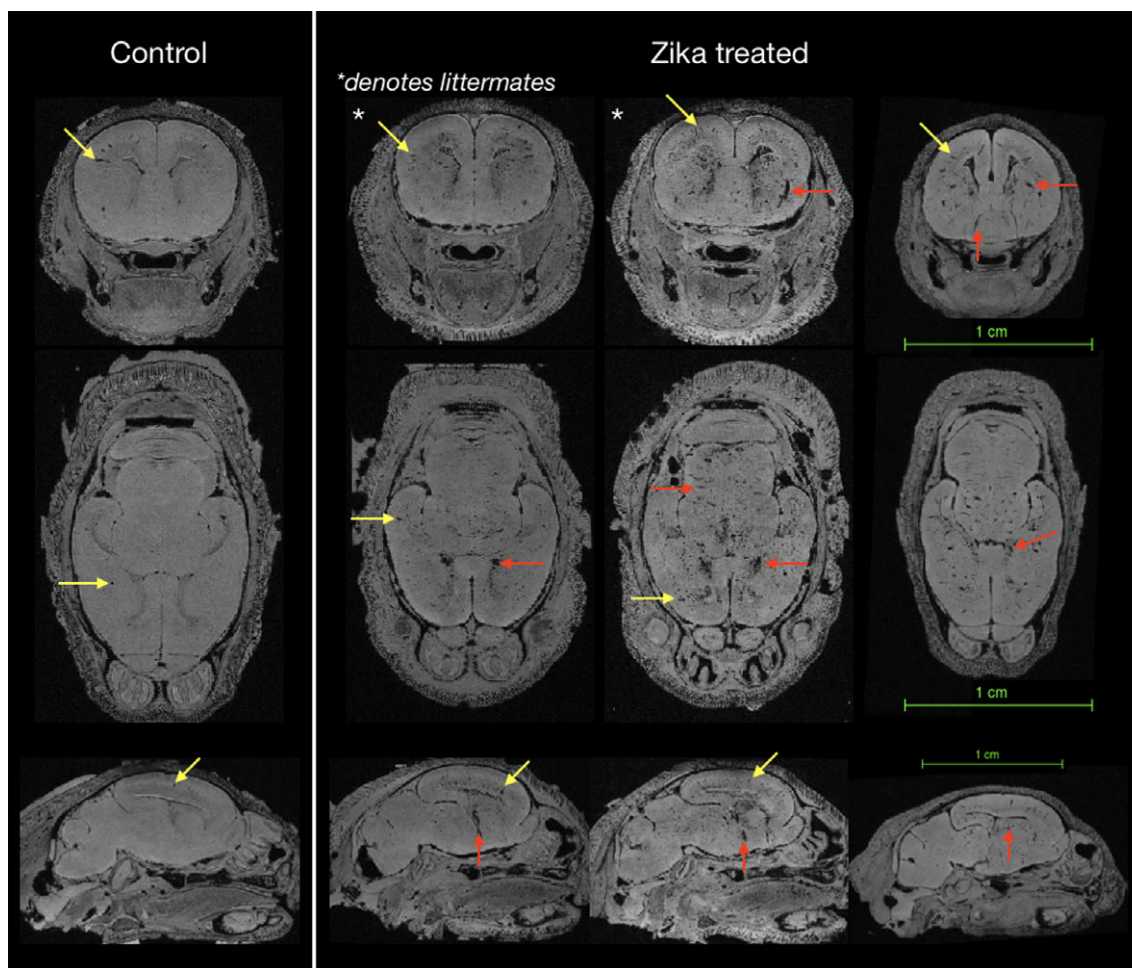 Control
Zika treated
*denotes littermates
*
*
1 cm
1 cm
1 cm